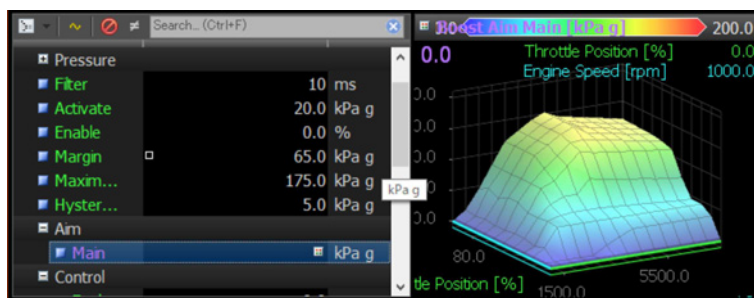 Search... (Ctrl+F)
Pressure
Filter 10 ms
Activate 20.0 kPa g
Enable 0.0 %
Margin 65.0 kPa g
Maxim... 175.0 kPa g
kPa g
Hyster... 5.0 kPa g
Aim
Main kPa g
Control
Boost Aim Main [kPa g] 200.0
0.0 Throttle Position [%] 0.0
Engine Speed [rpm] 1000.0
80.0
5500.0
tle Position [%] 1500.0